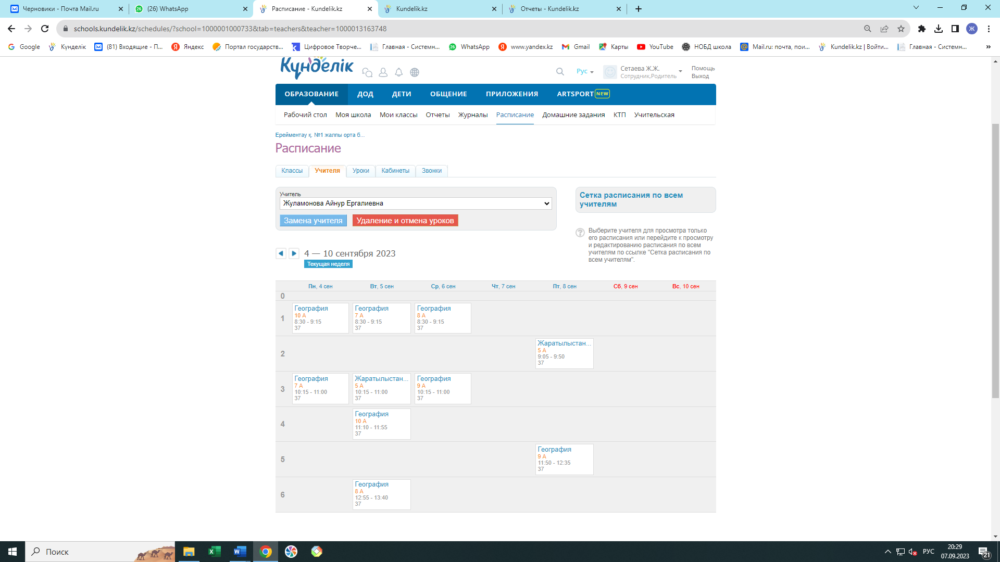 Черновики - Почта Mail.ru
(26) WhatsApp
Расписание - Kundelik.kz
Kundelik.kz
Отчеты - Kundelik.kz
schools.kundelik.kz/schedules/?school=1000001000733&tab=teachers&teacher=1000013163748
Ж
Google
Күнделік
(81) Входящие - П...
Яндекс
Портал государств...
Цифровое Творче...
Главная - Системн...
WhatsApp
www.yandex.kz
Gmail
Карты
YouTube
НОБД школа
Mail.ru: почта, пои...
Kundelik.kz | Войти...
Главная - Системн...
»
Күнделік
Рус
Сетаева Ж.Ж.
Сотрудник,Родитель
Помощь
Выход
ОБРАЗОВАНИЕ
ДОД
ДЕТИ
ОБЩЕНИЕ
ПРИЛОЖЕНИЯ
ARTSPORT NEW
Рабочий стол
Моя школа
Мои классы
Отчеты
Журналы
Расписание
Домашние задания
КТП
Учительская
Ерейментау қ. №1 жалпы орта б...
Расписание
Классы
Учителя
Уроки
Кабинеты
Звонки
Учитель
Жуламонова Айнур Ергалиевна
Замена учителя
Удаление и отмена уроков
Сетка расписания по всем
учителям
Выберите учителя для просмотра только
его расписания или перейдите к просмотру
и редактированию расписания по всем
учителям по ссылке "Сетка расписания по
всем учителям".
4 — 10 сентября 2023
Текущая неделя
Пн, 4 сен
Вт, 5 сен
Ср, 6 сен
Чт, 7 сен
Пт, 8 сен
Сб, 9 сен
Вс, 10 сен
0
1
География
10 А
8:30 - 9:15
37
География
7 А
8:30 - 9:15
37
География
8 А
8:30 - 9:15
37
2
Жаратылыстан...
5 А
9:05 - 9:50
37
3
География
7 А
10:15 - 11:00
37
Жаратылыстан...
5 А
10:15 - 11:00
37
География
9 А
10:15 - 11:00
37
4
География
10 А
11:10 - 11:55
37
5
География
9 А
11:50 - 12:35
37
6
География
8 А
12:55 - 13:40
37
Поиск
РУС
20:29
07.09.2023
21